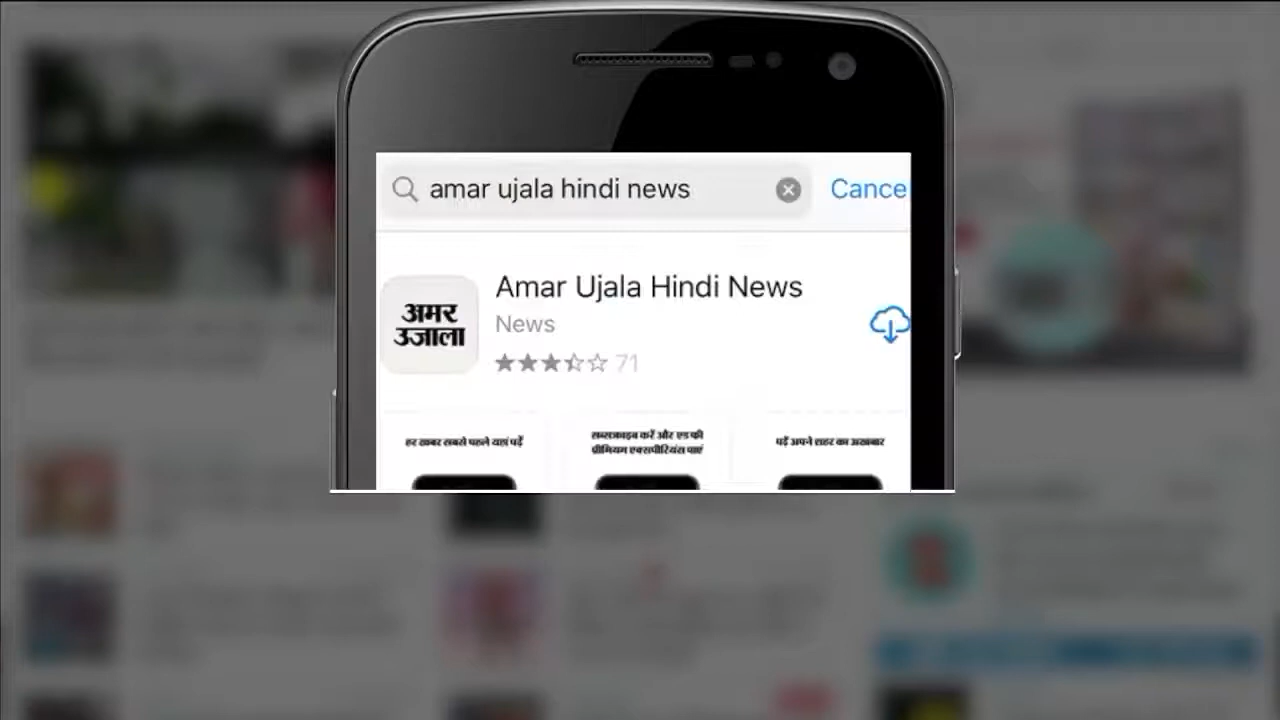 amar ujala hindi news
Cance
अमर
उजाला
Amar Ujala Hindi News
News
71
हर खबर सबसे पहले यहां पढ़ें
सब्सक्राइब करें और एड फ्री
प्रीमियम एक्सपीरियंस पाएं
पढ़ें अपने शहर का अखबार